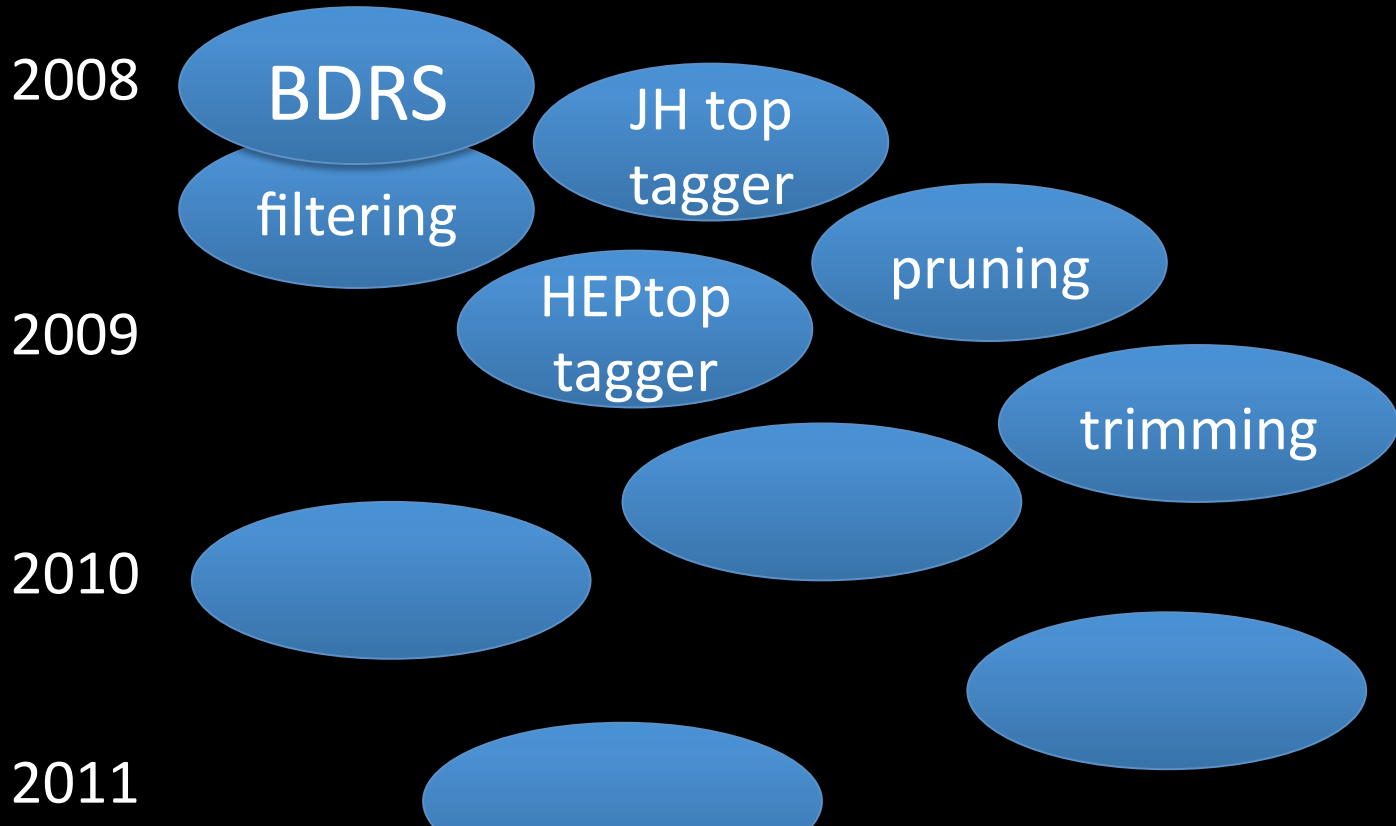 2008
BDRS
JH top
tagger
filtering
pruning
HEPtop
tagger
2009
trimming
2010
2011